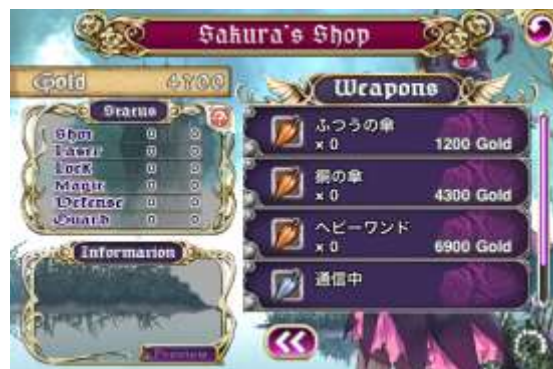 Sakura's Shop
Gold 4700
Weapons
Status
Shot 0 0
Laser 0 0
Lock 0 0
Magic 0 0
Defense 0 0
Guard 0 0
Information
ふつうの傘
x 0 1200 Gold
銅の傘
x 0 4300 Gold
ヘビーワンド
x 0 6900 Gold
通信中